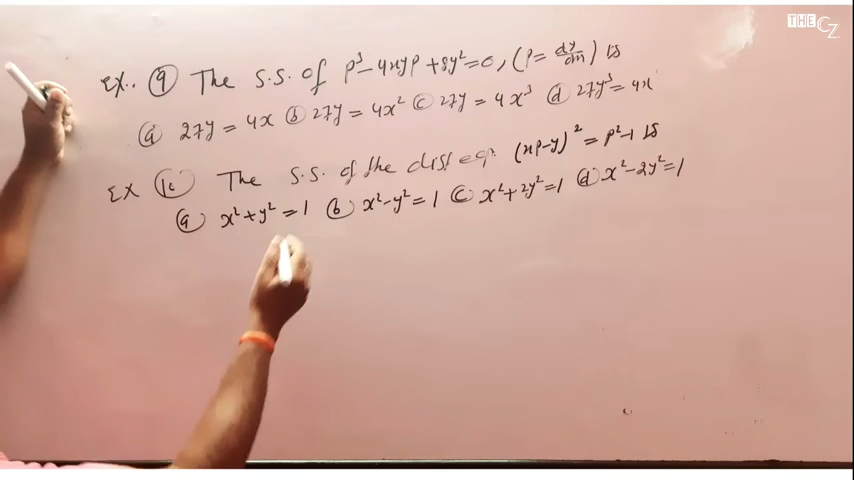 THE CZ
Ex.. (9) The S.S. of p³-4xyp+8y²=0, (p=dy/dx) is
(a) 27y=4x (b) 27y=4x² (c) 27y=4x³ (d) 27y³=4x
Ex (10) The S.S. of the diff eqn. (xp-y)²=p²-1 is
(a) x²+y²=1 (b) x²-y²=1 (c) x²+2y²=1 (d) x²-2y²=1